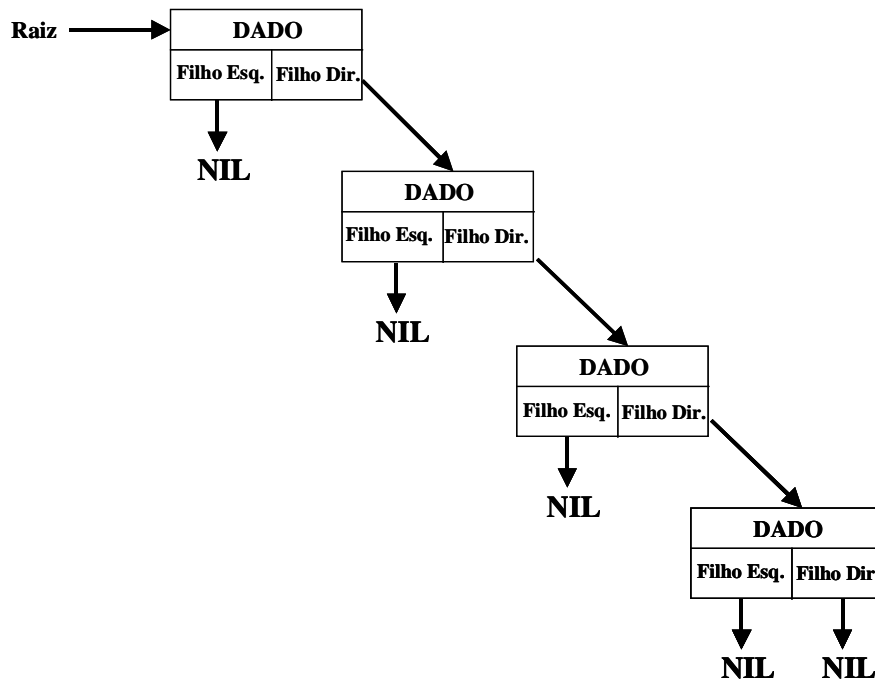 Raiz
DADO
Filho Esq. Filho Dir.
NIL
DADO
Filho Esq. Filho Dir.
NIL
DADO
Filho Esq. Filho Dir.
NIL
DADO
Filho Esq. Filho Dir
NIL NIL